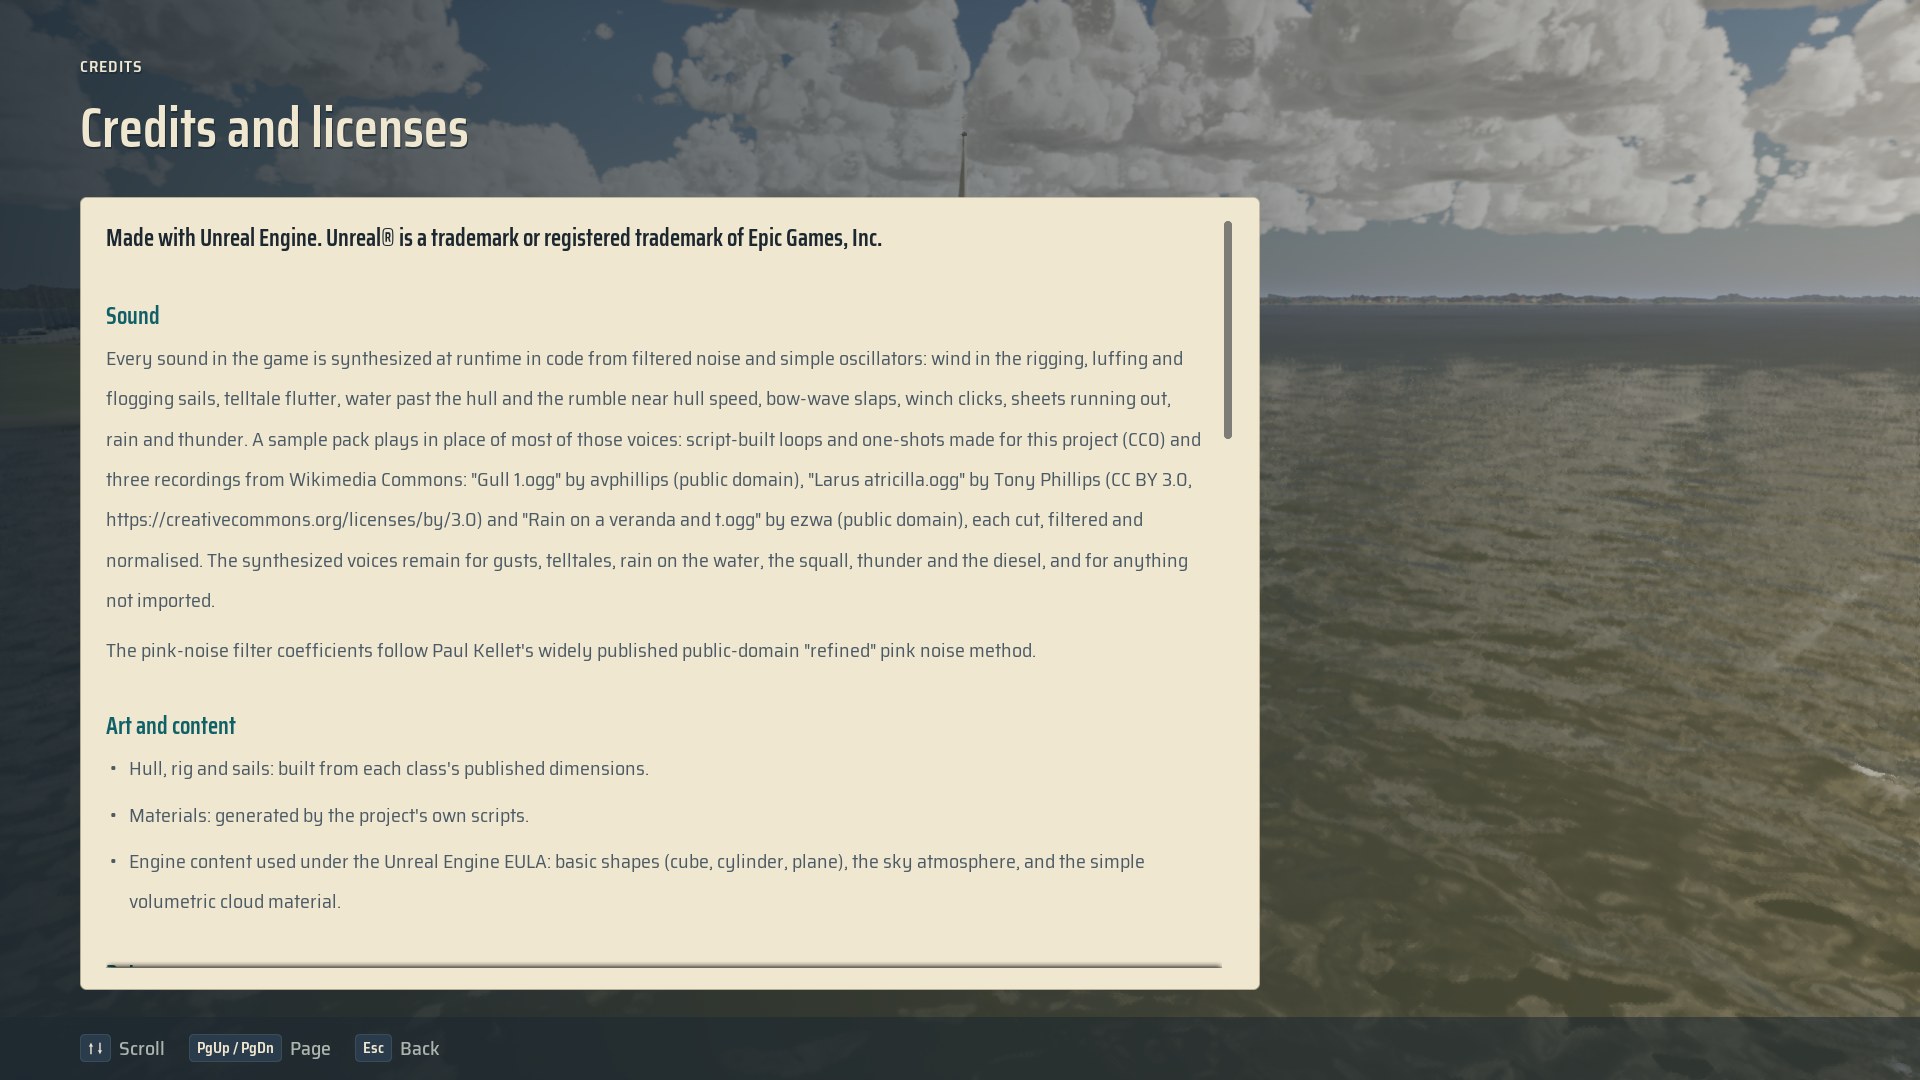 CREDITS
Credits and licenses
Made with Unreal Engine. Unreal® is a trademark or registered trademark of Epic Games, Inc.
Sound
Every sound in the game is synthesized at runtime in code from filtered noise and simple oscillators: wind in the rigging, luffing and
flogging sails, telltale flutter, water past the hull and the rumble near hull speed, bow-wave slaps, winch clicks, sheets running out,
rain and thunder. A sample pack plays in place of most of those voices: script-built loops and one-shots made for this project (CC0) and
three recordings from Wikimedia Commons: "Gull 1.ogg" by avphillips (public domain), "Larus atricilla.ogg" by Tony Phillips (CC BY 3.0,
https://creativecommons.org/licenses/by/3.0) and "Rain on a veranda and t.ogg" by ezwa (public domain), each cut, filtered and
normalised. The synthesized voices remain for gusts, telltales, rain on the water, the squall, thunder and the diesel, and for anything
not imported.
The pink-noise filter coefficients follow Paul Kellet's widely published public-domain "refined" pink noise method.
Art and content
• Hull, rig and sails: built from each class's published dimensions.
• Materials: generated by the project's own scripts.
• Engine content used under the Unreal Engine EULA: basic shapes (cube, cylinder, plane), the sky atmosphere, and the simple
volumetric cloud material.
↑↓ Scroll PgUp / PgDn Page Esc Back